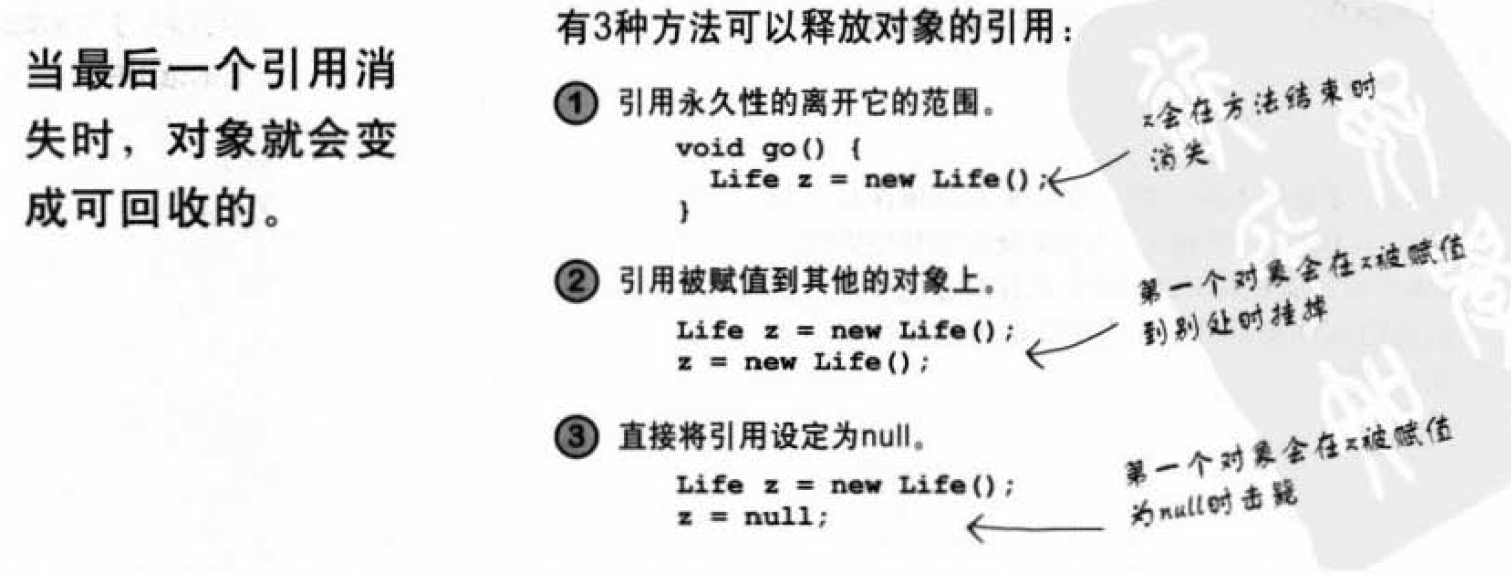 当最后一个引用消
失时，对象就会变
成可回收的。
有3种方法可以释放对象的引用：
1 引用永久性的离开它的范围。
void go() {
Life z = new Life();
}
z会在方法结束时
消失
2 引用被赋值到其他的对象上。
Life z = new Life();
z = new Life();
第一个对象会在z被赋值
到别处时挂掉
3 直接将引用设定为null。
Life z = new Life();
z = null;
第一个对象会在z被赋值
为null时击毙